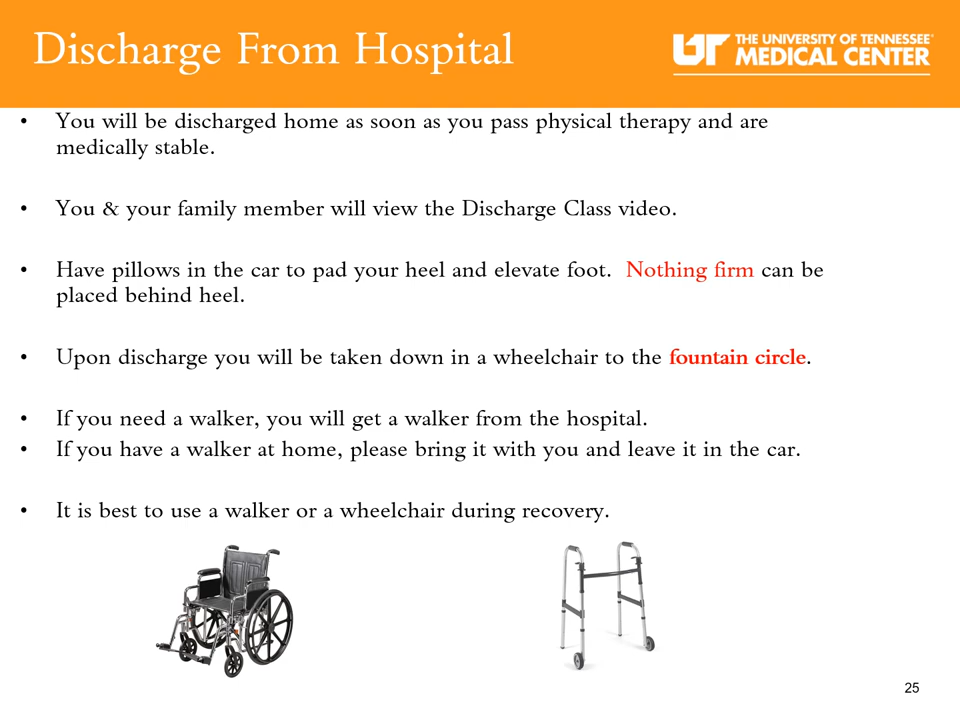 Discharge From Hospital
UT THE UNIVERSITY OF TENNESSEE
MEDICAL CENTER
• You will be discharged home as soon as you pass physical therapy and are
medically stable.
• You & your family member will view the Discharge Class video.
• Have pillows in the car to pad your heel and elevate foot. Nothing firm can be
placed behind heel.
• Upon discharge you will be taken down in a wheelchair to the fountain circle.
• If you need a walker, you will get a walker from the hospital.
• If you have a walker at home, please bring it with you and leave it in the car.
• It is best to use a walker or a wheelchair during recovery.
25